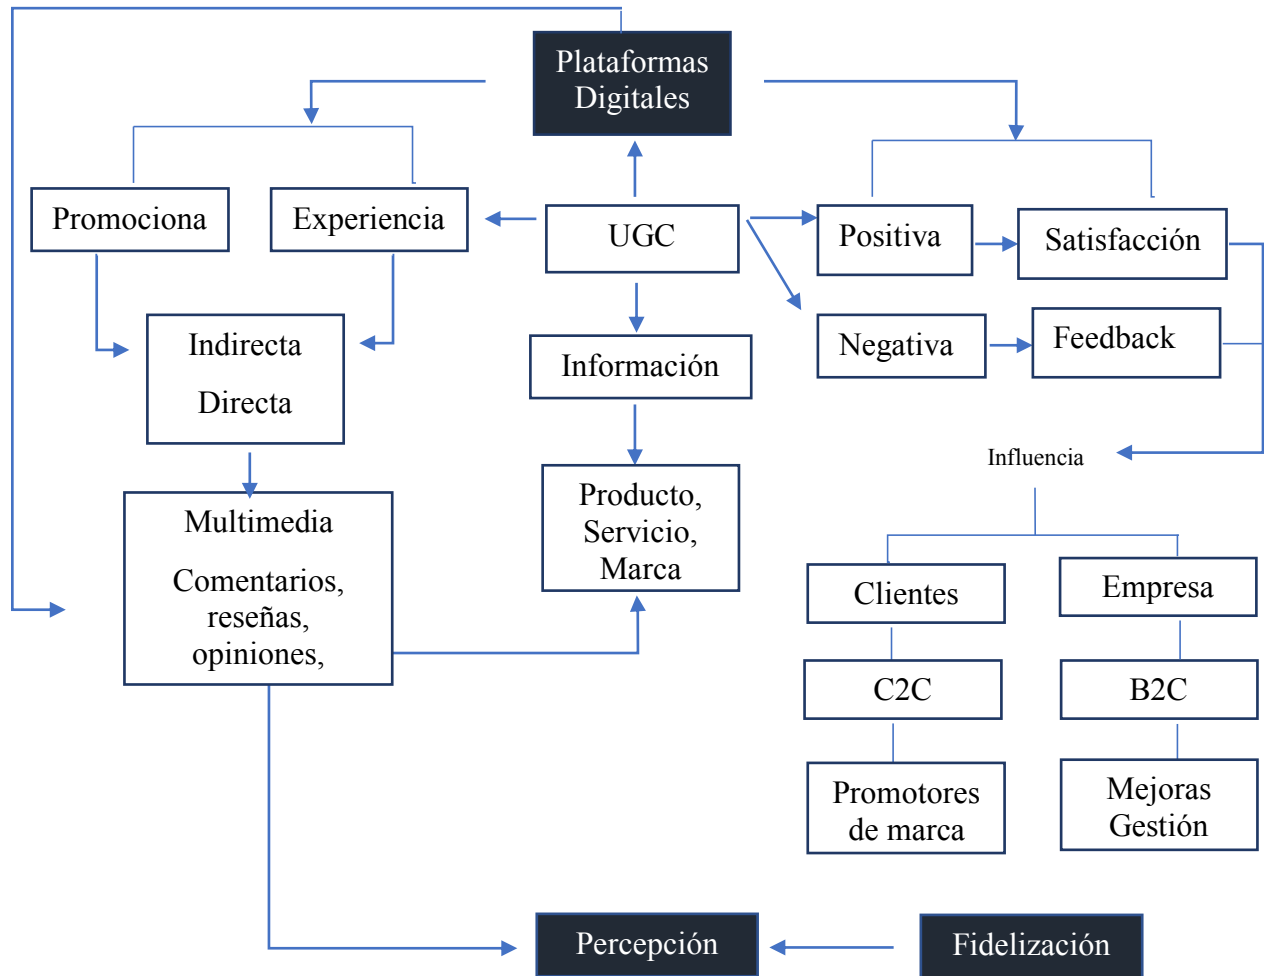 Plataformas
Digitales
Promociona
Experiencia
UGC
Positiva
Satisfacción
Indirecta
Directa
Información
Negativa
Feedback
Influencia
Multimedia
Comentarios,
reseñas,
opiniones,
Producto,
Servicio,
Marca
Clientes
Empresa
C2C
B2C
Promotores
de marca
Mejoras
Gestión
Percepción
Fidelización